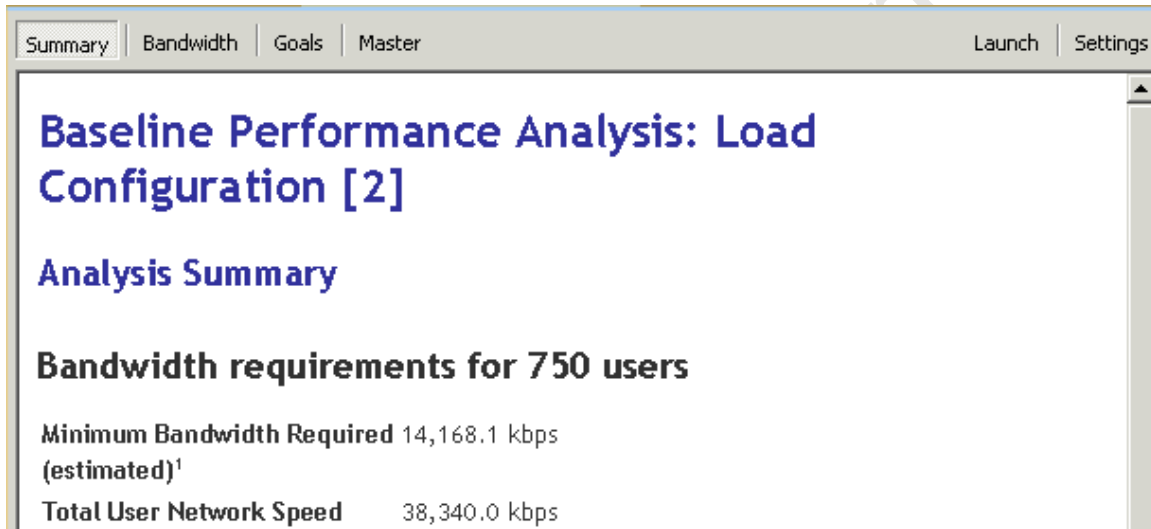 Summary Bandwidth Goals Master Launch Settings
Baseline Performance Analysis: Load
Configuration [2]
Analysis Summary
Bandwidth requirements for 750 users
Minimum Bandwidth Required 14,168.1 kbps
(estimated)¹
Total User Network Speed 38,340.0 kbps